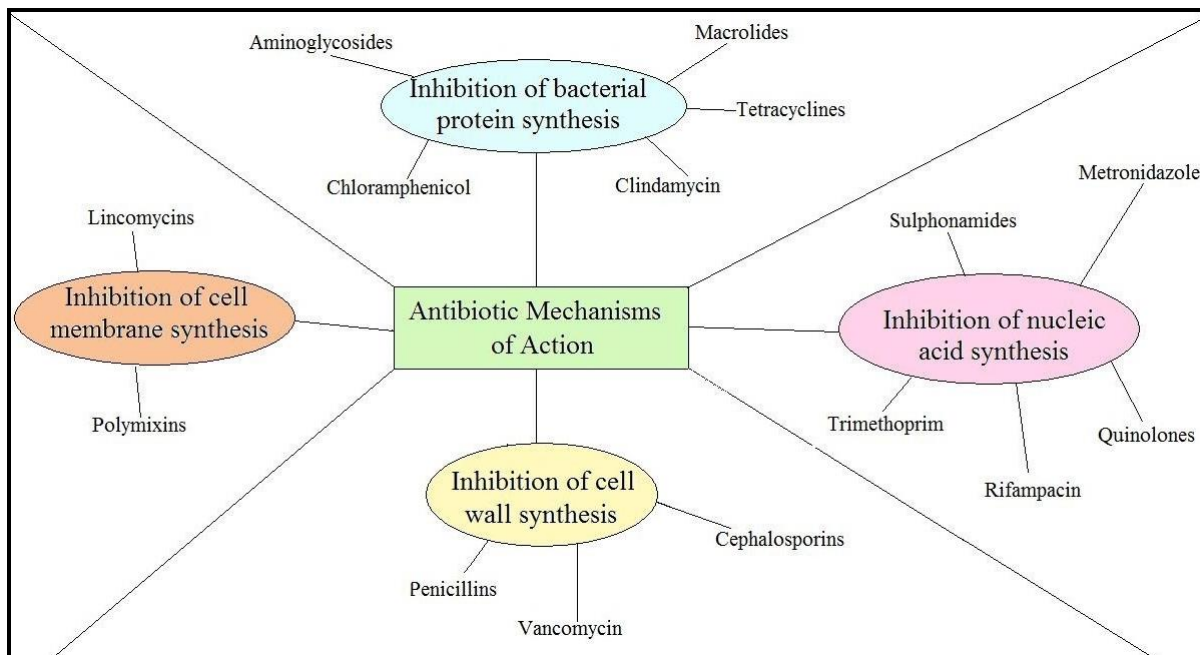 Aminoglycosides
Macrolides
Inhibition of bacterial
protein synthesis
Tetracyclines
Chloramphenicol
Clindamycin
Metronidazole
Lincomycins
Sulphonamides
Inhibition of cell
membrane synthesis
Antibiotic Mechanisms
of Action
Inhibition of nucleic
acid synthesis
Polymixins
Trimethoprim
Quinolones
Rifampacin
Inhibition of cell
wall synthesis
Cephalosporins
Penicillins
Vancomycin